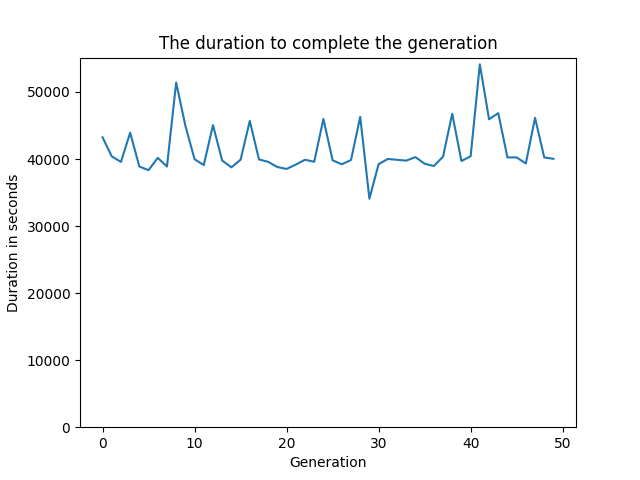 The duration to complete the generation
Duration in seconds
50000
40000
30000
20000
10000
0
0 10 20 30 40 50
Generation